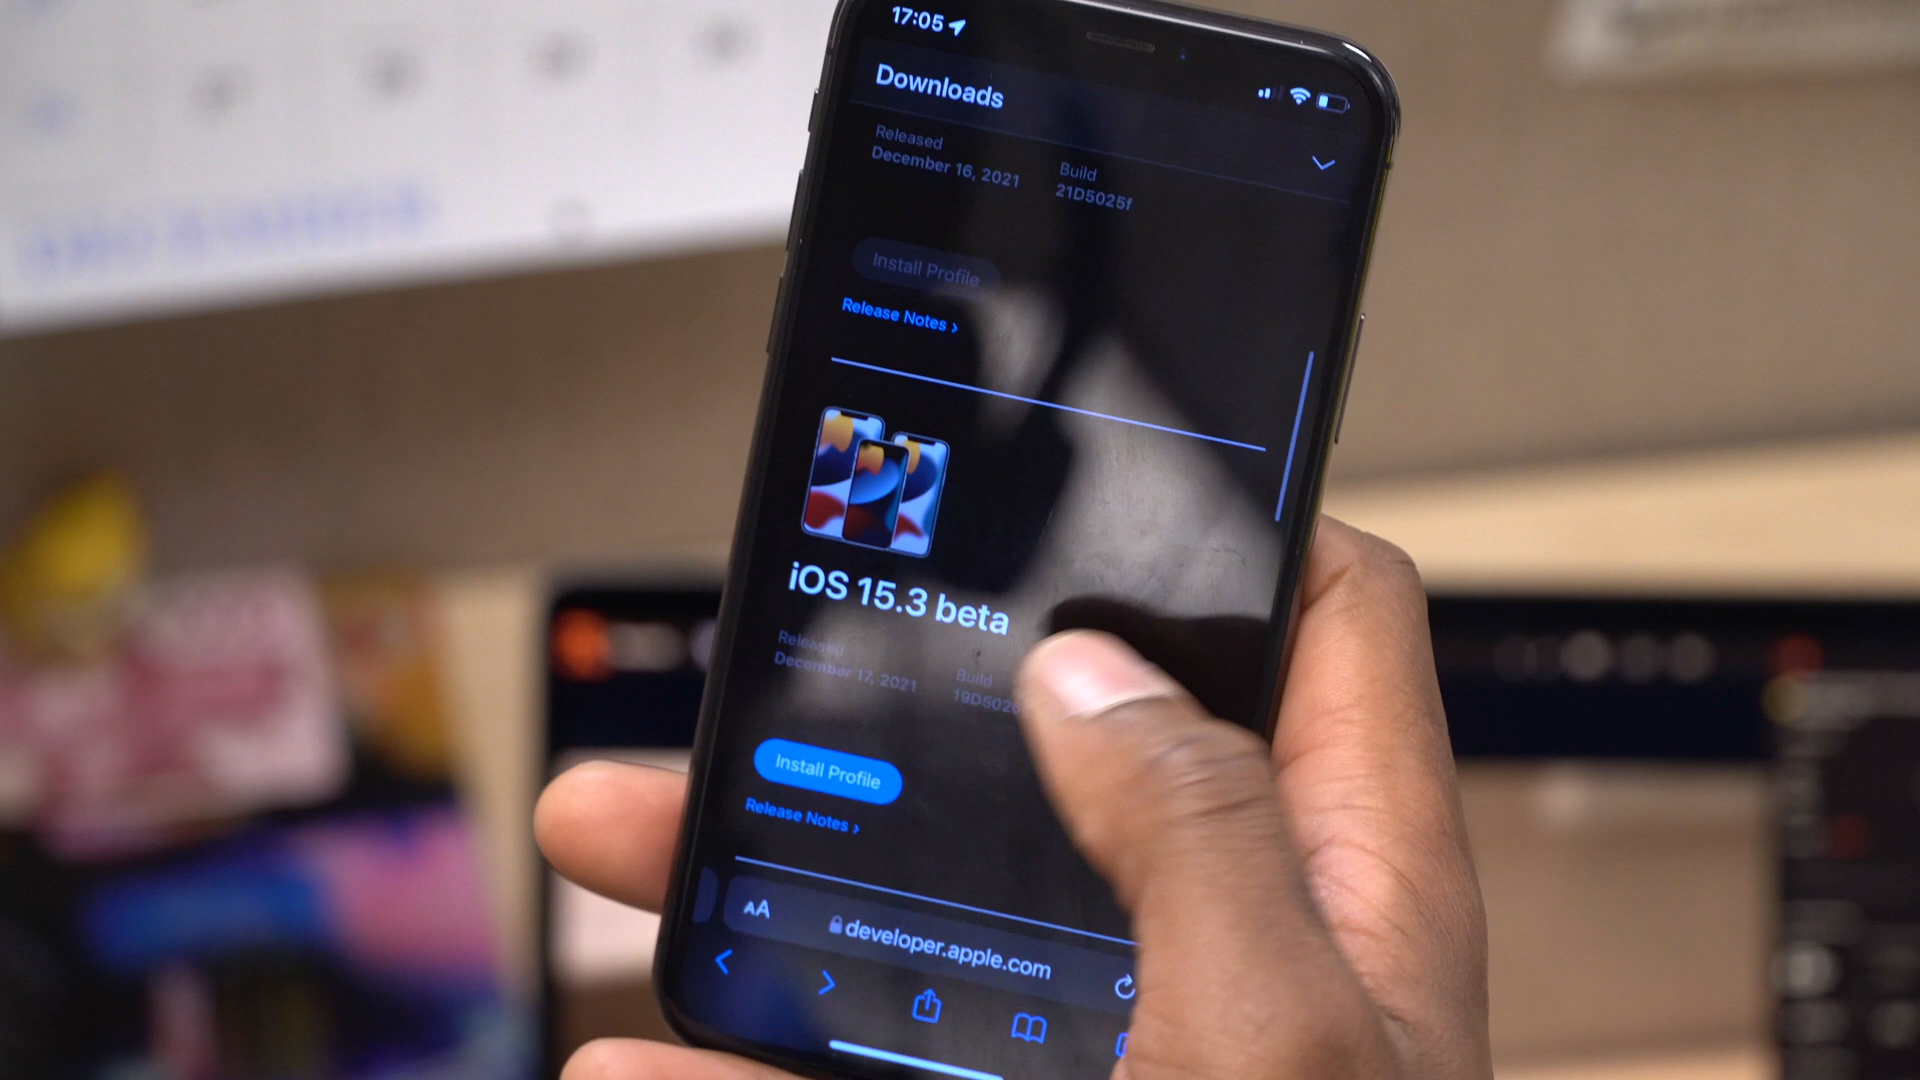 17:05
Downloads
Released
December 16, 2021
Build
21D5025f
Install Profile
Release Notes >
iOS 15.3 beta
Released
December 17, 2021
Build
19D502
Install Profile
Release Notes >
AA
developer.apple.com